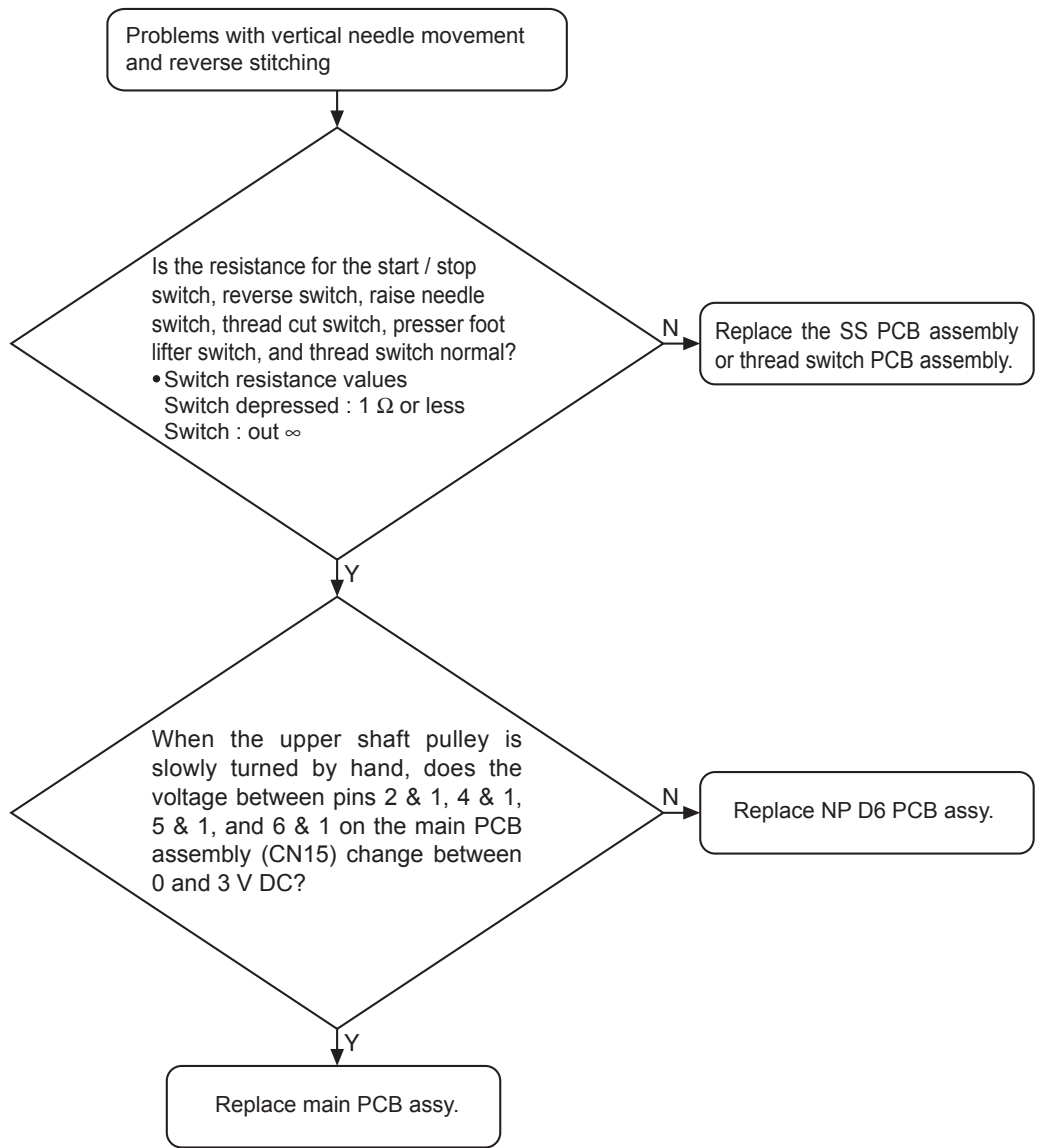 Problems with vertical needle movement
and reverse stitching
Is the resistance for the start / stop
switch, reverse switch, raise needle
switch, thread cut switch, presser foot
lifter switch, and thread switch normal?
•Switch resistance values
Switch depressed : 1 Ω or less
Switch : out ∞
N
Replace the SS PCB assembly
or thread switch PCB assembly.
Y
When the upper shaft pulley is
slowly turned by hand, does the
voltage between pins 2 & 1, 4 & 1,
5 & 1, and 6 & 1 on the main PCB
assembly (CN15) change between
0 and 3 V DC?
N
Replace NP D6 PCB assy.
Y
Replace main PCB assy.